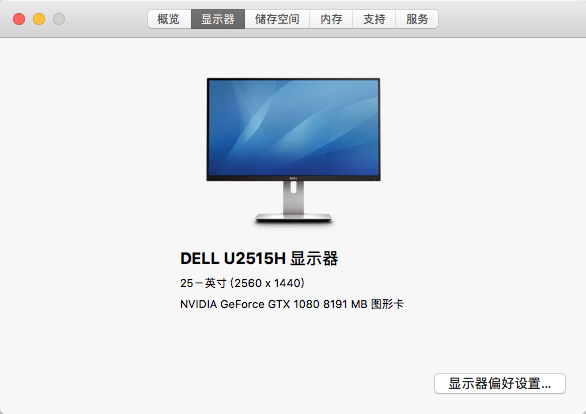 概览 显示器 储存空间 内存 支持 服务
DELL U2515H 显示器
25－英寸 (2560 x 1440)
NVIDIA GeForce GTX 1080 8191 MB 图形卡
显示器偏好设置...